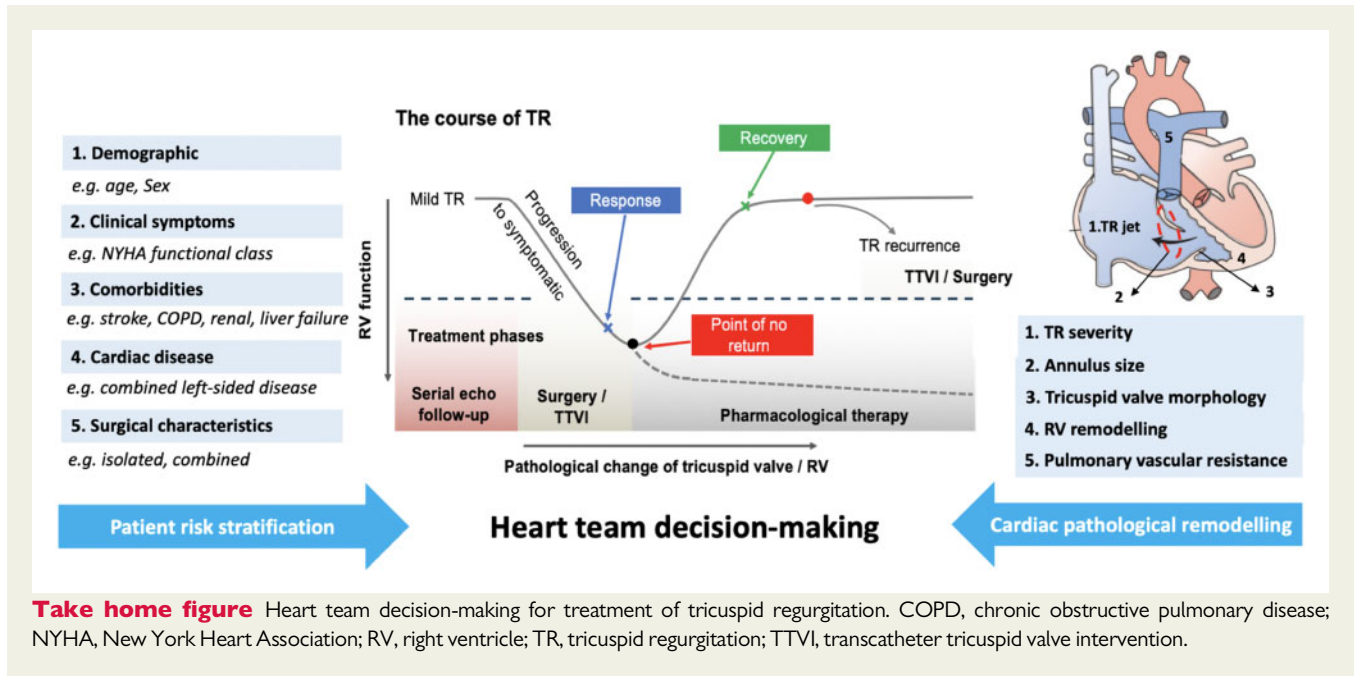 1. Demographic
e.g. age, Sex
2. Clinical symptoms
e.g. NYHA functional class
3. Comorbidities
e.g. stroke, COPD, renal, liver failure
4. Cardiac disease
e.g. combined left-sided disease
5. Surgical characteristics
e.g. isolated, combined
Patient risk stratification
The course of TR
Mild TR
Progression
to symptomatic
Response
Recovery
TR recurrence
TTVI / Surgery
RV function
Treatment phases
Point of no
return
Serial echo
follow-up
Surgery /
TTVI
Pharmacological therapy
Pathological change of tricuspid valve / RV
Heart team decision-making
5
1.TR jet
4
2
3
1. TR severity
2. Annulus size
3. Tricuspid valve morphology
4. RV remodelling
5. Pulmonary vascular resistance
Cardiac pathological remodelling
Take home figure Heart team decision-making for treatment of tricuspid regurgitation. COPD, chronic obstructive pulmonary disease;
NYHA, New York Heart Association; RV, right ventricle; TR, tricuspid regurgitation; TTVI, transcatheter tricuspid valve intervention.